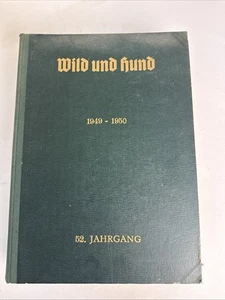 Wild und Hund
1949 - 1950
52. JAHRGANG